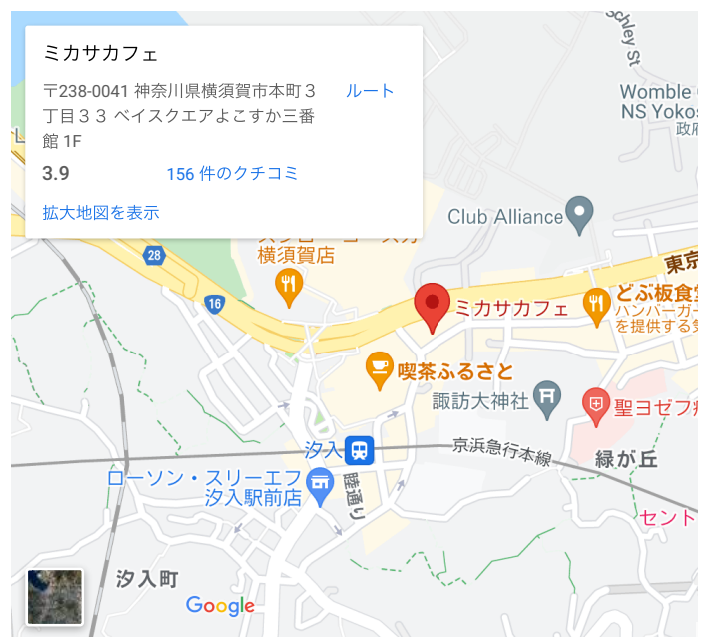 ミカサカフェ
〒238-0041 神奈川県横須賀市本町３
丁目３３ ベイスクエアよこすか三番
館 1F
ルート
3.9
156 件のクチコミ
拡大地図を表示
Womble
NS Yokos
Club Alliance
横須賀店
28
16
東京
ミカサカフェ
どぶ板食堂
ハンバーガー
を提供する
喫茶ふるさと
諏訪大神社
聖ヨゼフ病
汐入
京浜急行本線
緑が丘
ローソン・スリーエフ
汐入駅前店
睦通り
セント
汐入町
Google